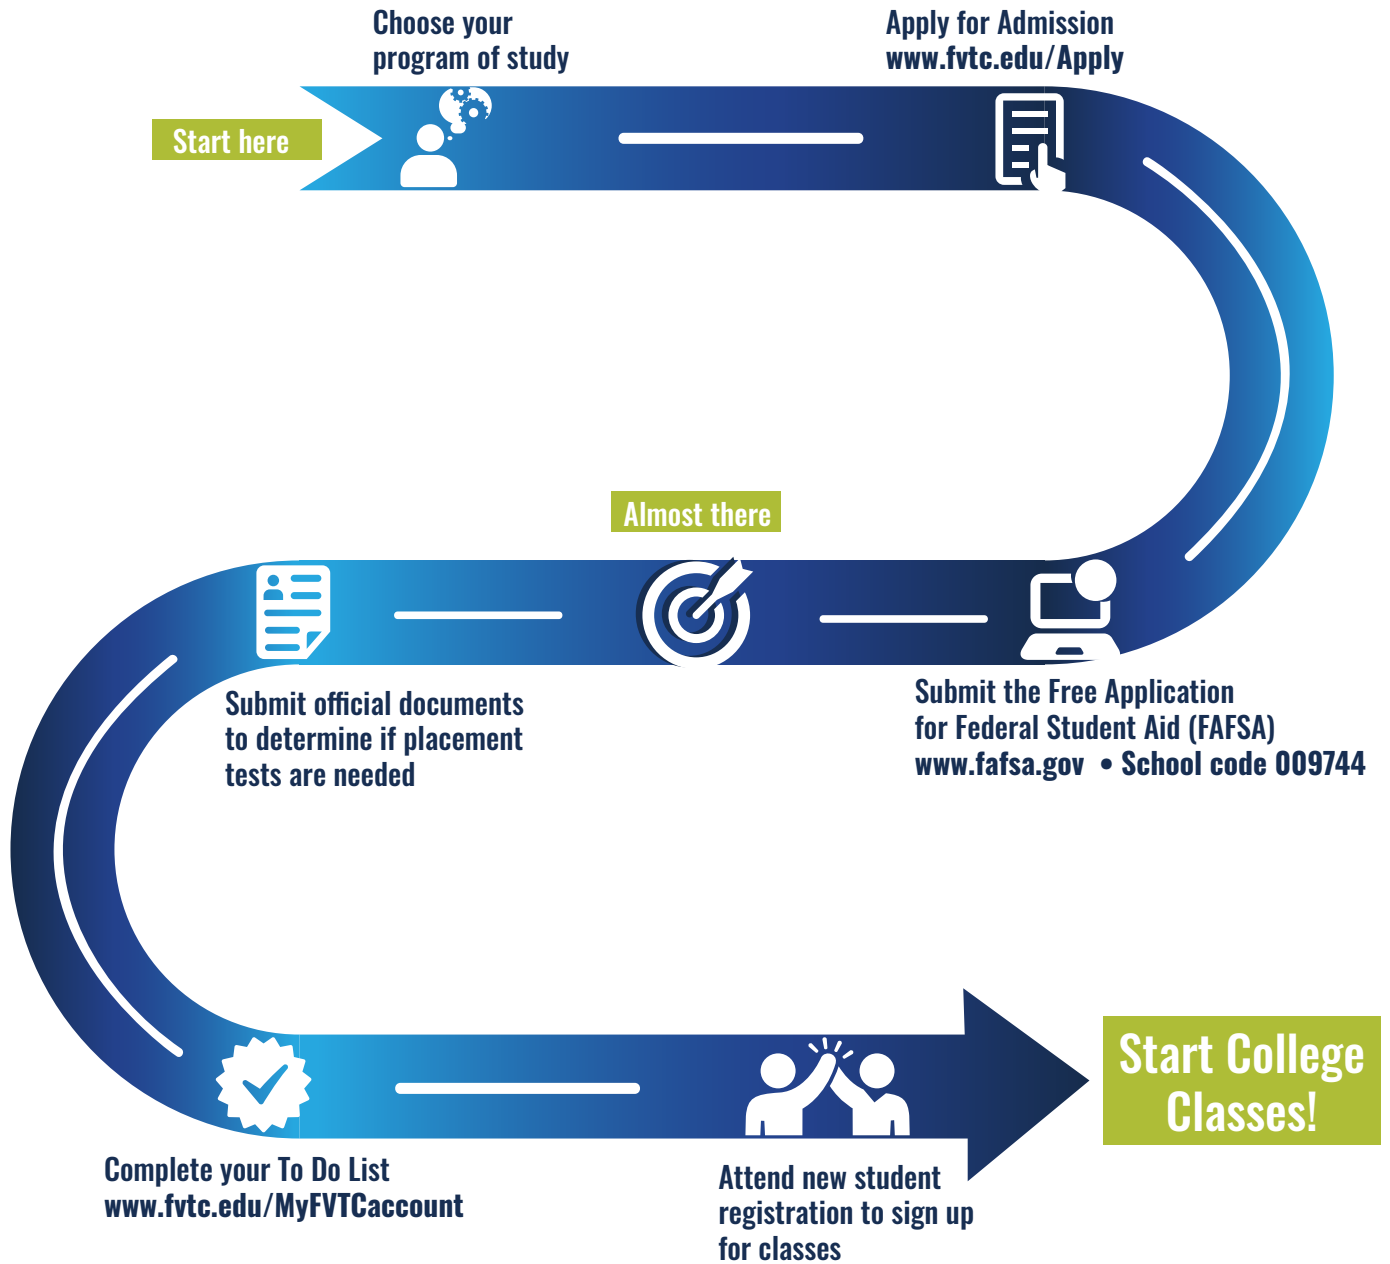 Choose your
program of study
Apply for Admission
www.fvtc.edu/Apply
Start here
Almost there
Submit the Free Application
for Federal Student Aid (FAFSA)
www.fafsa.gov • School code 009744
Submit official documents
to determine if placement
tests are needed
Complete your To Do List
www.fvtc.edu/MyFVTCaccount
Attend new student
registration to sign up
for classes
Start College
Classes!